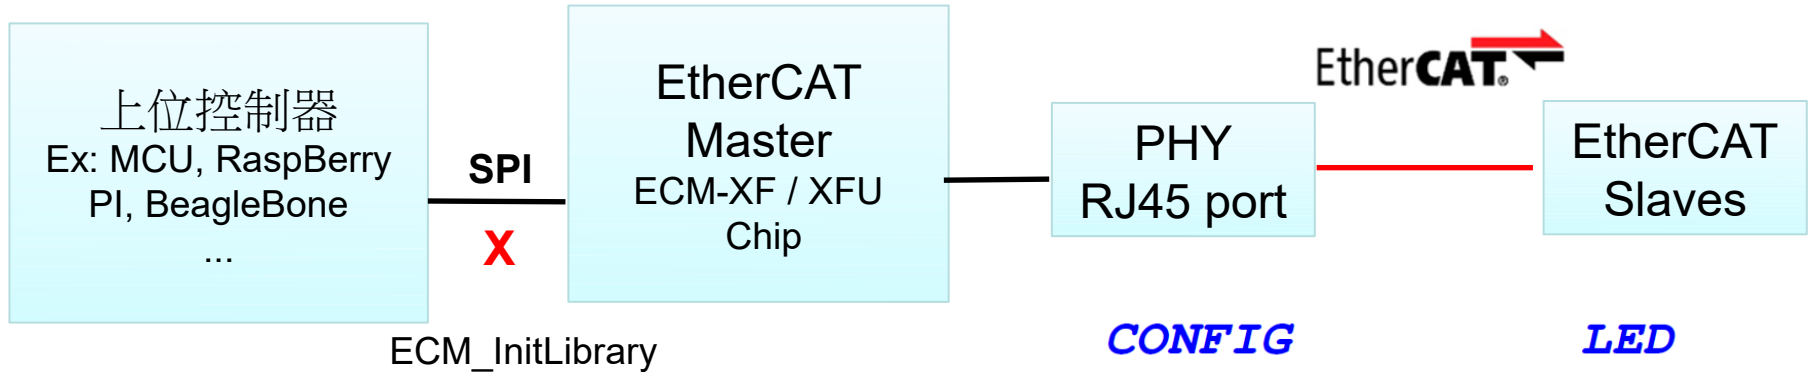 上位控制器
Ex: MCU, RaspBerry
PI, BeagleBone
...
SPI
X
ECM_InitLibrary
EtherCAT
Master
ECM-XF / XFU
Chip
PHY
RJ45 port
CONFIG
EtherCAT®
EtherCAT
Slaves
LED